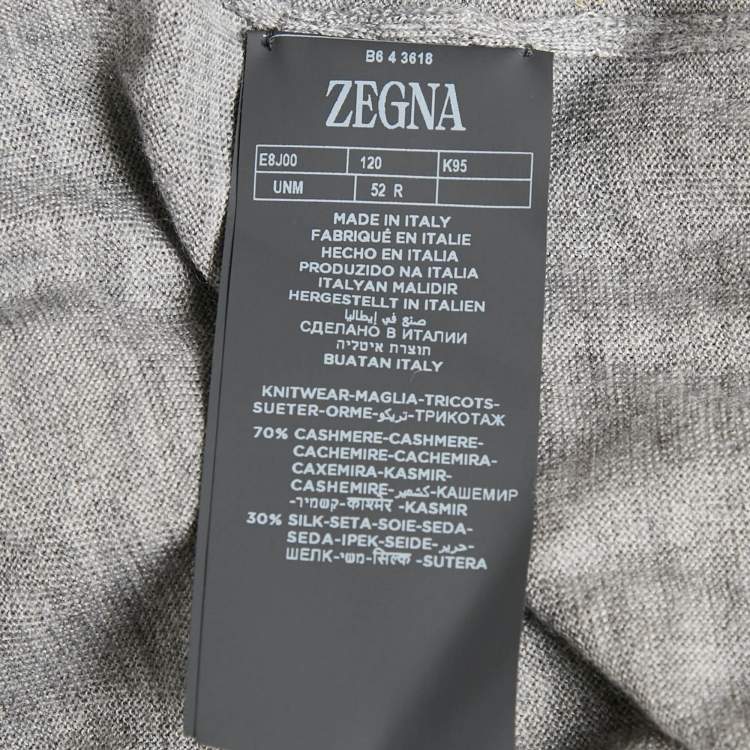 B6 4 3618
ZEGNA
E8J00 120 K95
UNM 52 R
MADE IN ITALY
FABRIQUÉ EN ITALIE
HECHO EN ITALIA
PRODUZIDO NA ITALIA
ITALYAN MALIDIR
HERGESTELLT IN ITALIEN
صنع في إيطاليا
СДЕЛАНО В ИТАЛИИ
תוצרת איטליה
BUATAN ITALY
KNITWEAR-MAGLIA-TRICOTS-
SUETER-ORME-تريكو-ТРИКОТАЖ
70% CASHMERE-CASHMERE-
CACHEMIRE-CACHEMIRA-
CAXEMIRA-KASMIR-
CASHEMIRE-كشمير-КАШЕМИР
-קשמיר-काश्मेर -KASMIR
30% SILK-SETA-SOIE-SEDA-
SEDA-IPEK-SEIDE-حرير-
ШЕЛК-משי-सिल्क -SUTERA